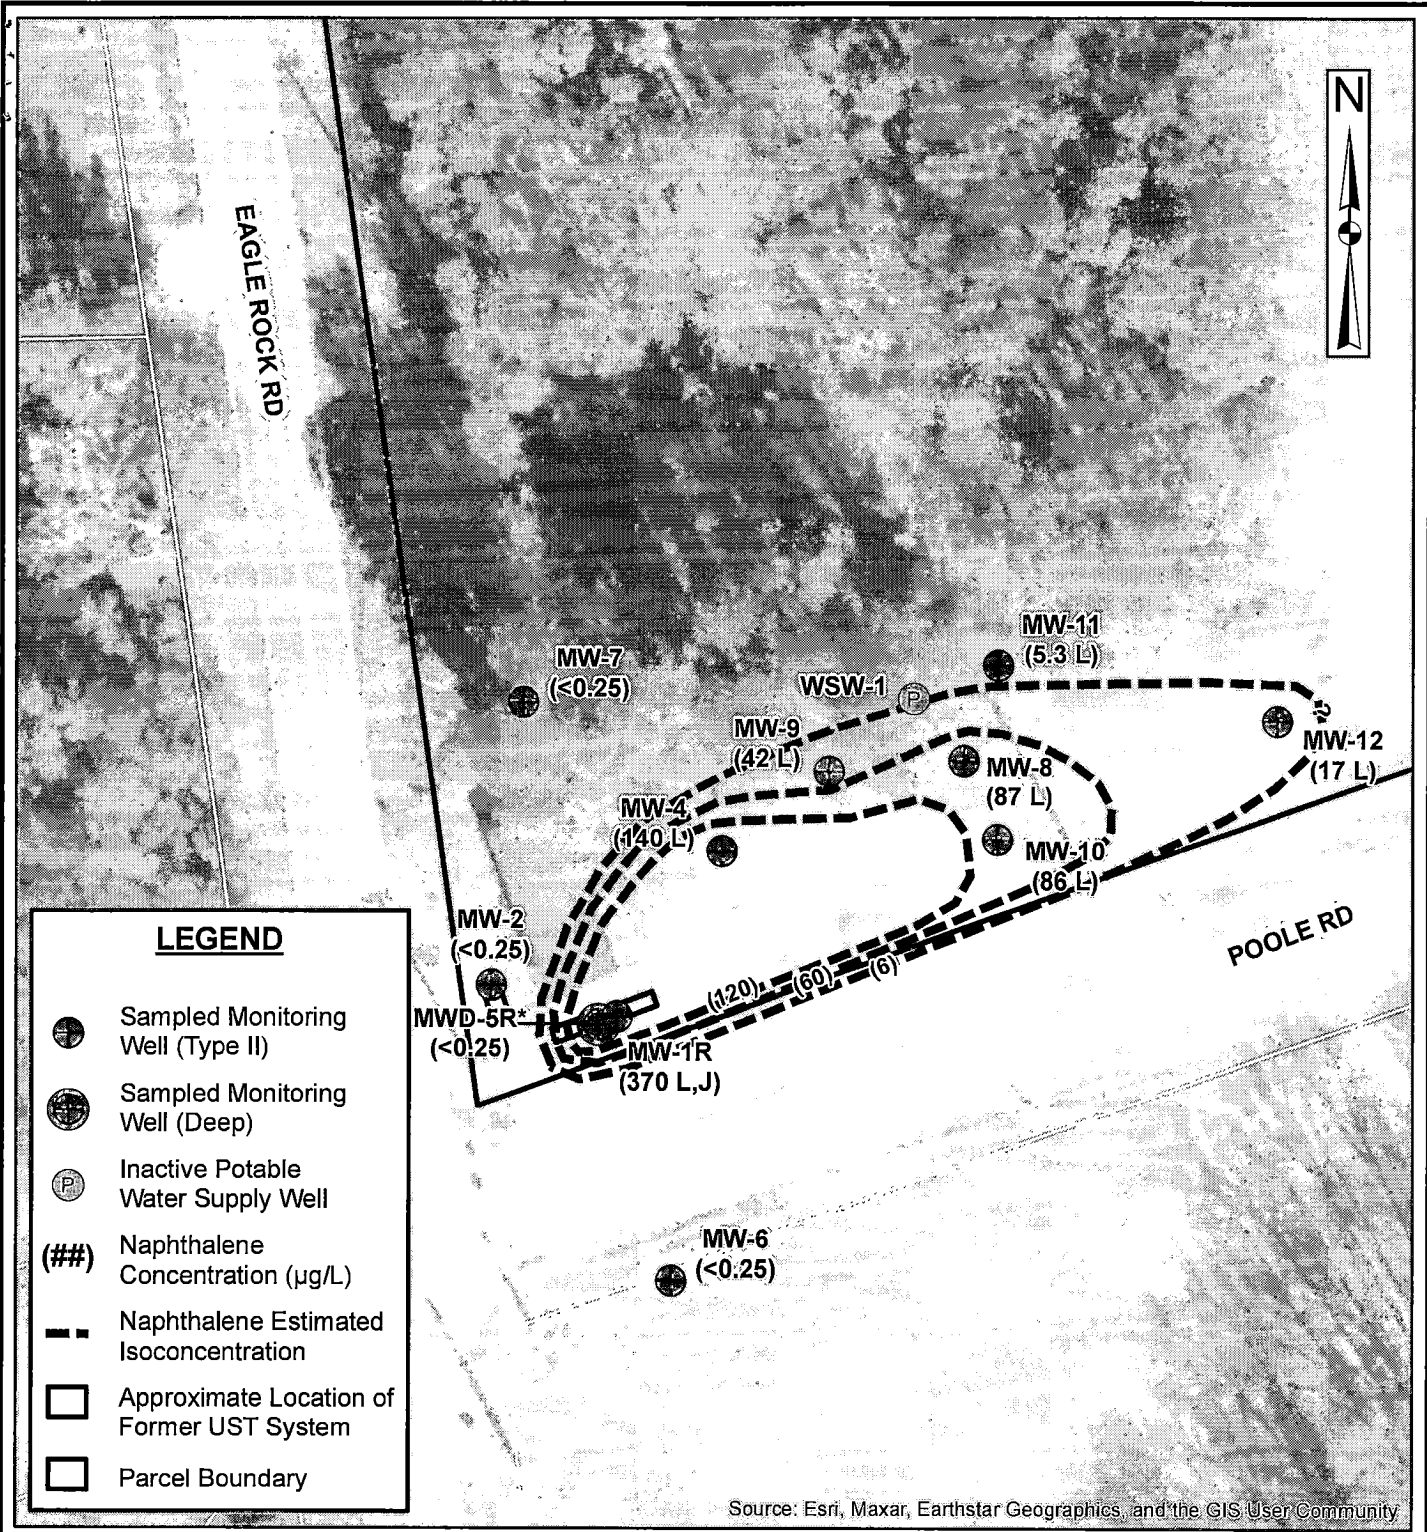 N
EAGLE ROCK RD
MW-11
(5.3 L)
MW-7
(<0.25)
WSW-1
P
MW-9
(42 L)
?
MW-12
(17 L)
MW-8
(87 L)
MW-4
(140 L)
MW-10
(86 L)
MW-2
(<0.25)
POOLE RD
(120)
(60)
(6)
MWD-5R*
(<0.25)
MW-1R
(370 L,J)
MW-6
(<0.25)
LEGEND
Sampled Monitoring
Well (Type II)
Sampled Monitoring
Well (Deep)
P
Inactive Potable
Water Supply Well
(##)
Naphthalene
Concentration (µg/L)
Naphthalene Estimated
Isoconcentration
Approximate Location of
Former UST System
Parcel Boundary
Source: Esri, Maxar, Earthstar Geographics, and the GIS User Community